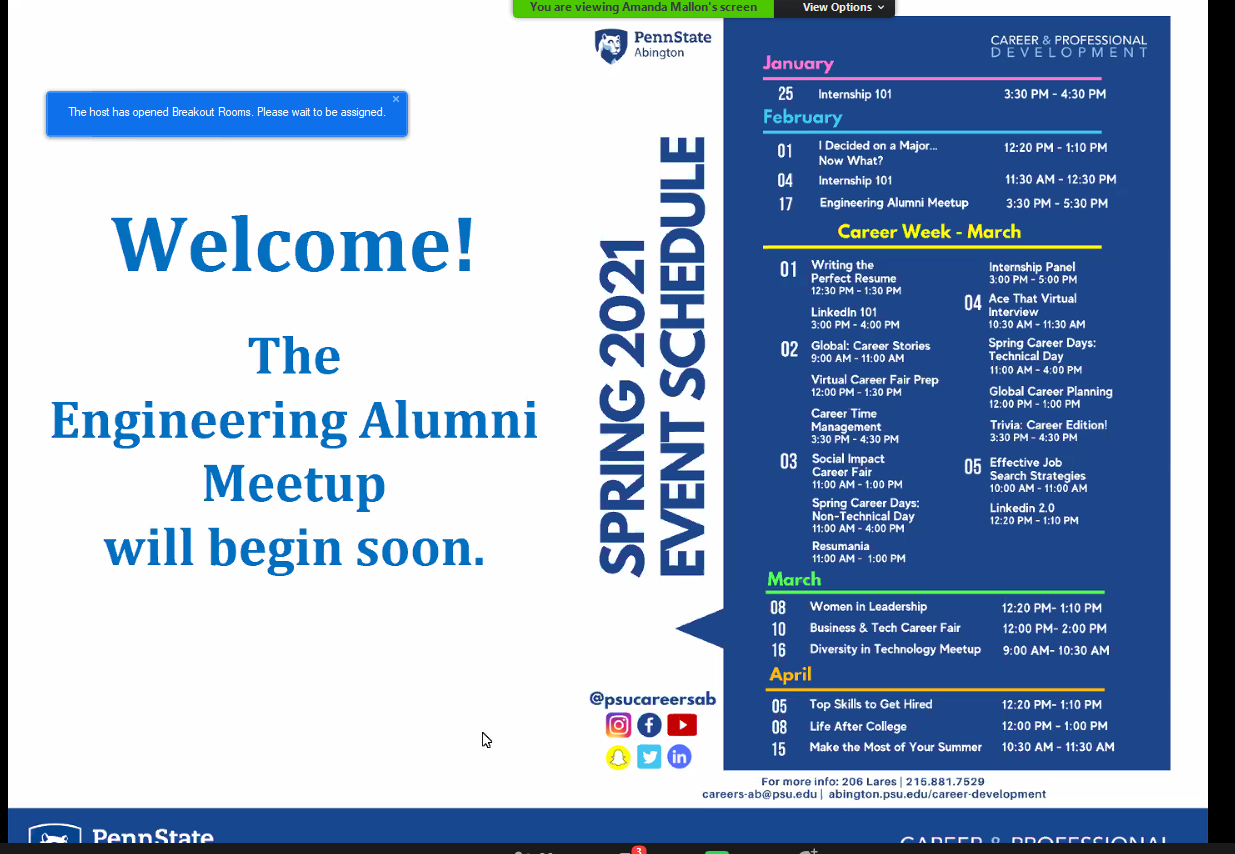 You are viewing Amanda Mallon's screen
View Options
The host has opened Breakout Rooms. Please wait to be assigned.
Welcome!
The
Engineering Alumni
Meetup
will begin soon.
PennState
Abington
SPRING 2021
EVENT SCHEDULE
CAREER & PROFESSIONAL
DEVELOPMENT
January
25 Internship 101 3:30 PM - 4:30 PM
February
01 I Decided on a Major... 12:20 PM - 1:10 PM
Now What?
04 Internship 101 11:30 AM - 12:30 PM
17 Engineering Alumni Meetup 3:30 PM - 5:30 PM
Career Week - March
01 Writing the
Perfect Resume
12:30 PM - 1:30 PM
LinkedIn 101
3:00 PM - 4:00 PM
02 Global: Career Stories
9:00 AM - 11:00 AM
Virtual Career Fair Prep
12:00 PM - 1:30 PM
Career Time
Management
3:30 PM - 4:30 PM
03 Social Impact
Career Fair
11:00 AM - 1:00 PM
Spring Career Days:
Non-Technical Day
11:00 AM - 4:00 PM
Resumania
11:00 AM - 1:00 PM
Internship Panel
3:00 PM - 5:00 PM
04 Ace That Virtual
Interview
10:30 AM - 11:30 AM
Spring Career Days:
Technical Day
11:00 AM - 4:00 PM
Global Career Planning
12:00 PM - 1:00 PM
Trivia: Career Edition!
3:30 PM - 4:30 PM
05 Effective Job
Search Strategies
10:00 AM - 11:00 AM
Linkedin 2.0
12:20 PM - 1:10 PM
March
08 Women in Leadership 12:20 PM- 1:10 PM
10 Business & Tech Career Fair 12:00 PM- 2:00 PM
16 Diversity in Technology Meetup 9:00 AM- 10:30 AM
April
05 Top Skills to Get Hired 12:20 PM- 1:10 PM
08 Life After College 12:00 PM - 1:00 PM
15 Make the Most of Your Summer 10:30 AM - 11:30 AM
@psucareersab
in
For more info: 206 Lares | 215.881.7529
careers-ab@psu.edu | abington.psu.edu/career-development
PennState
CAREER & PROFESSIONAL
3